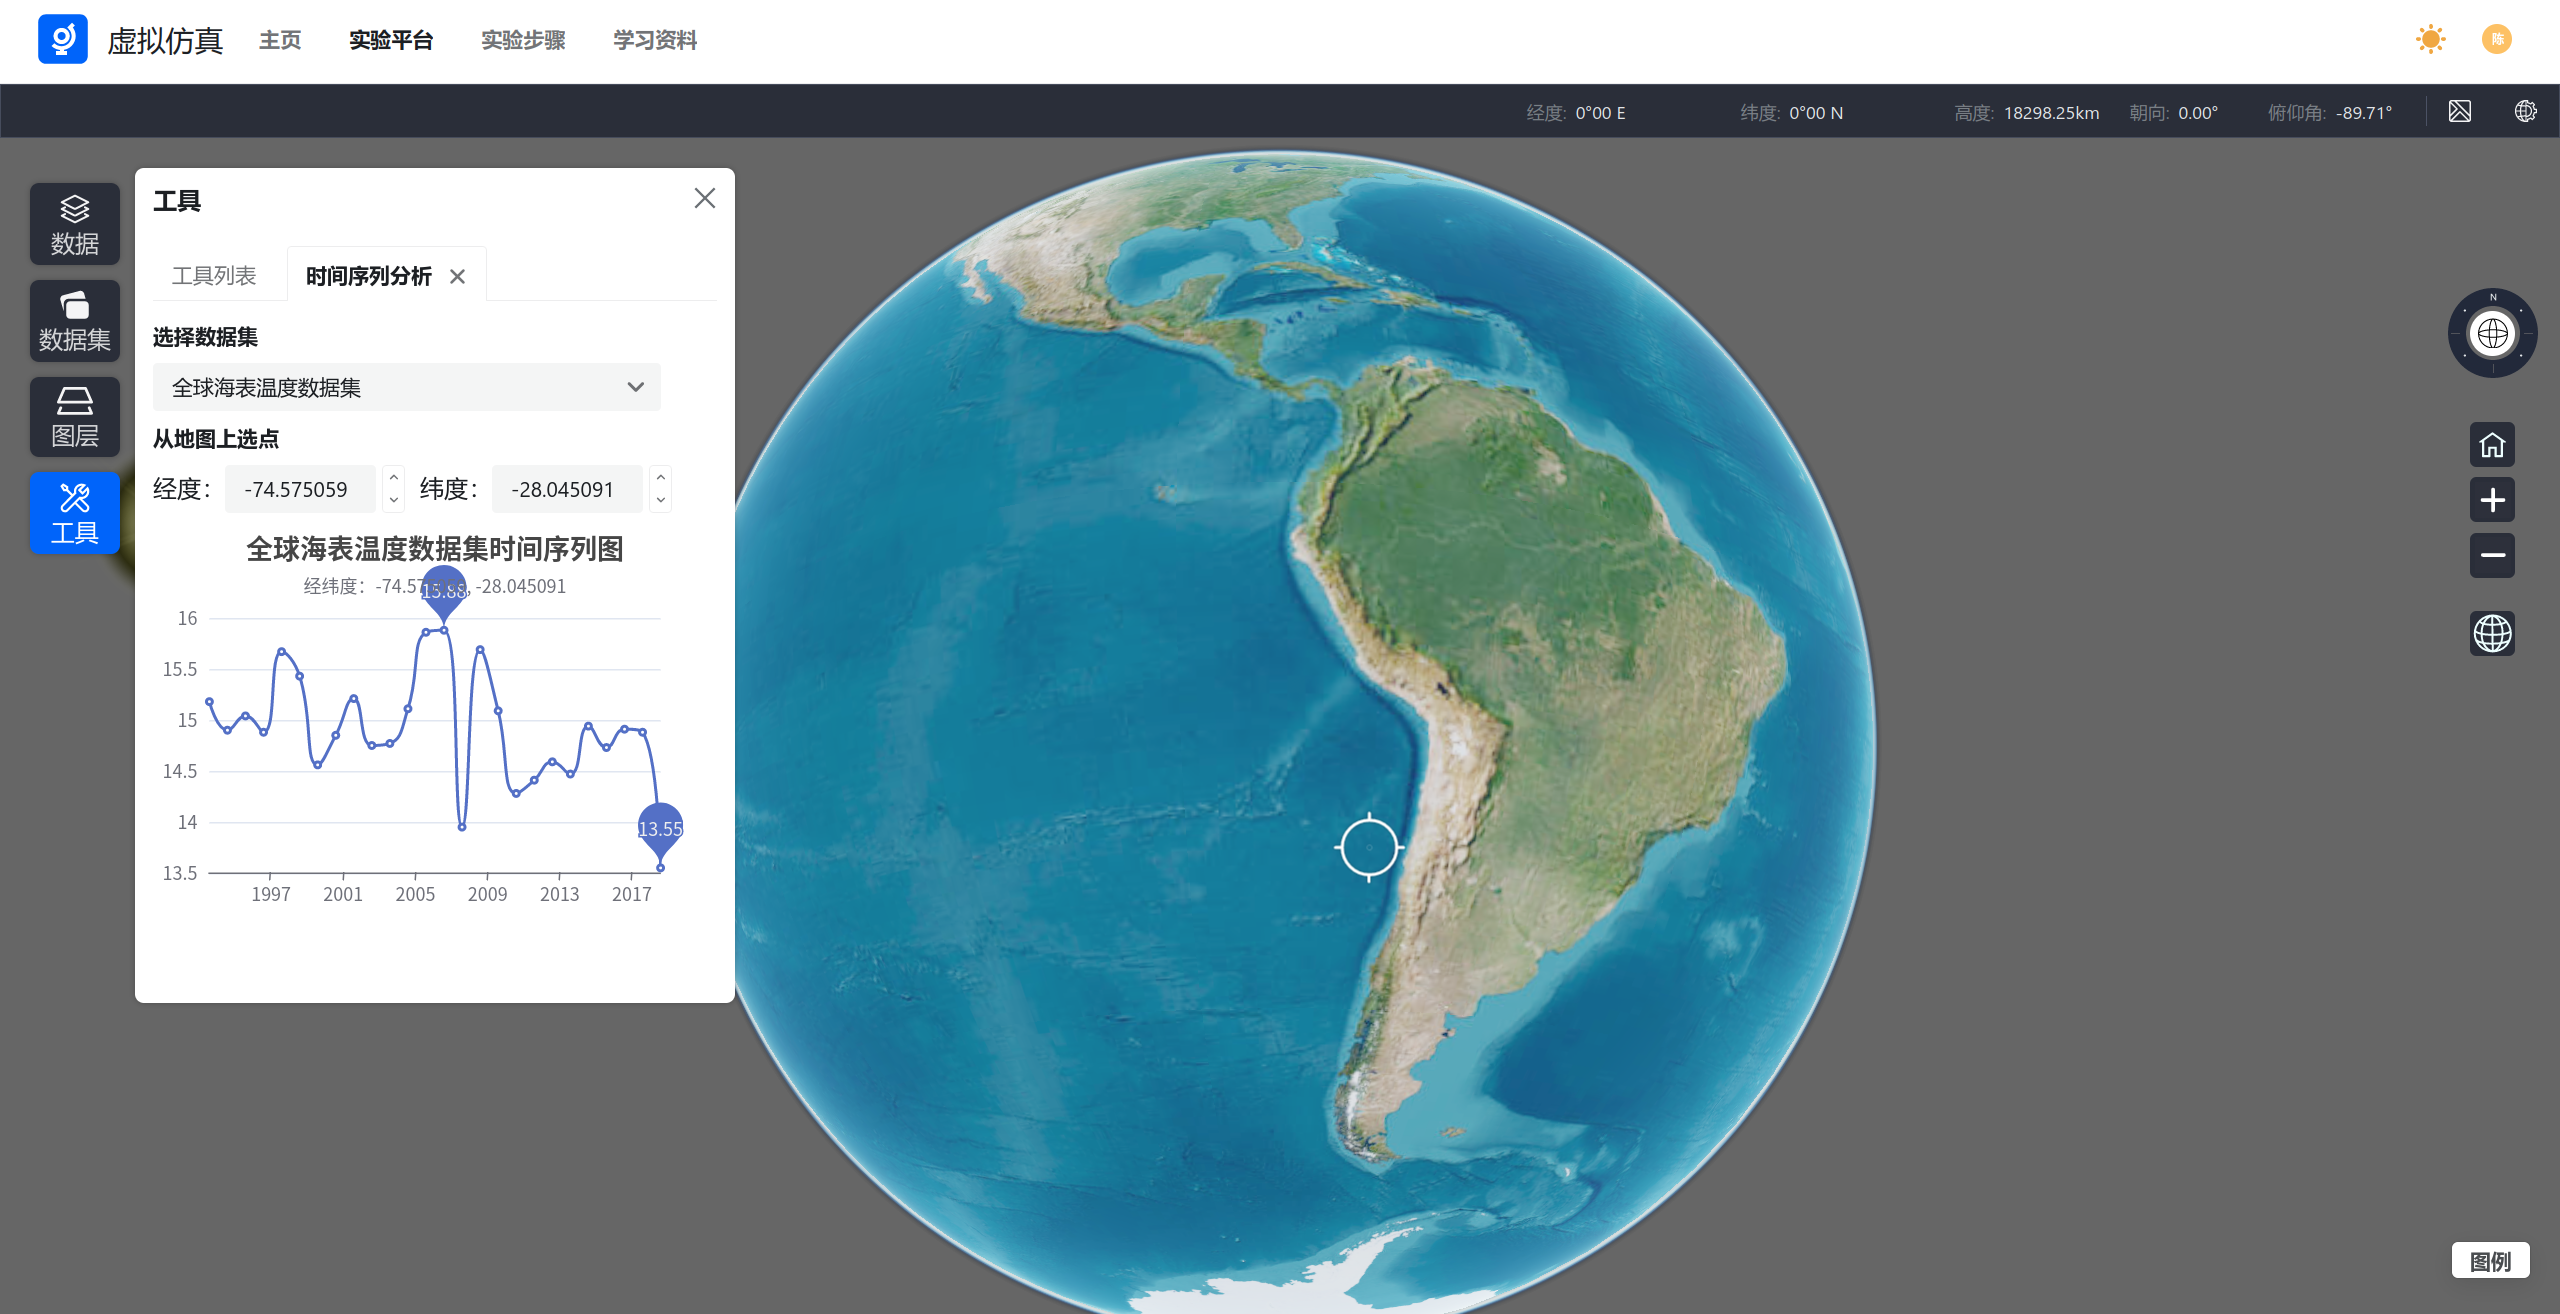 虚拟仿真 主页 实验平台 实验步骤 学习资料 陈
经度: 0°00 E 纬度: 0°00 N 高度: 18298.25km 朝向: 0.00° 俯仰角: -89.71°
数据
数据集
图层
工具
工具
工具列表 时间序列分析
选择数据集
全球海表温度数据集
从地图上选点
经度: -74.575059 纬度: -28.045091
全球海表温度数据集时间序列图
经纬度: -74.57 , -28.045091
15.88
16
15.5
15
14.5
14
13.5
13.55
1997 2001 2005 2009 2013 2017
N
图例